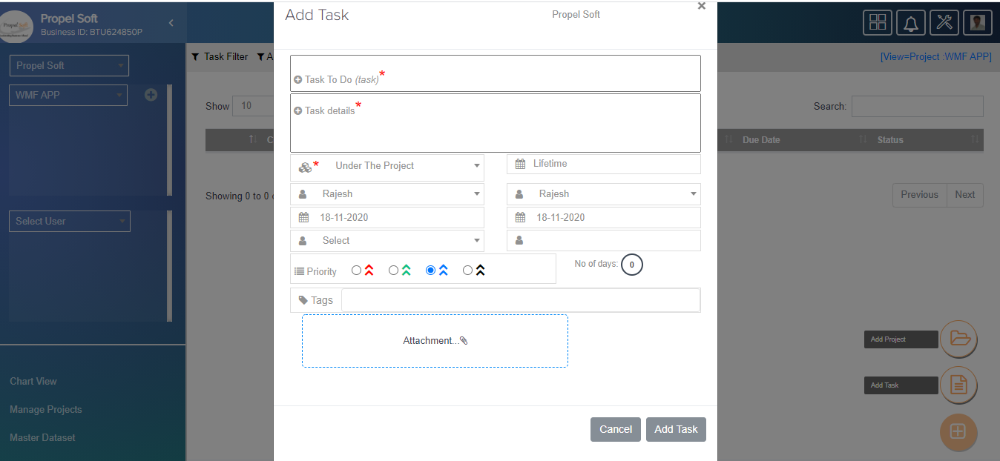 Propel Soft
Business ID: BTU624850P
Propel Soft
WMF APP
Select User
Chart View
Manage Projects
Master Dataset
Task Filter
A
[View=Project :WMF APP]
Show 10
Search:
C
Due Date
Status
Showing 0 to 0
Previous
Next
Add Project
Add Task
Add Task
Propel Soft
×
Task To Do (task)*
Task details*
* Under The Project
Lifetime
Rajesh
Rajesh
18-11-2020
18-11-2020
Select
Priority
No of days: 0
Tags
Attachment...
Cancel
Add Task